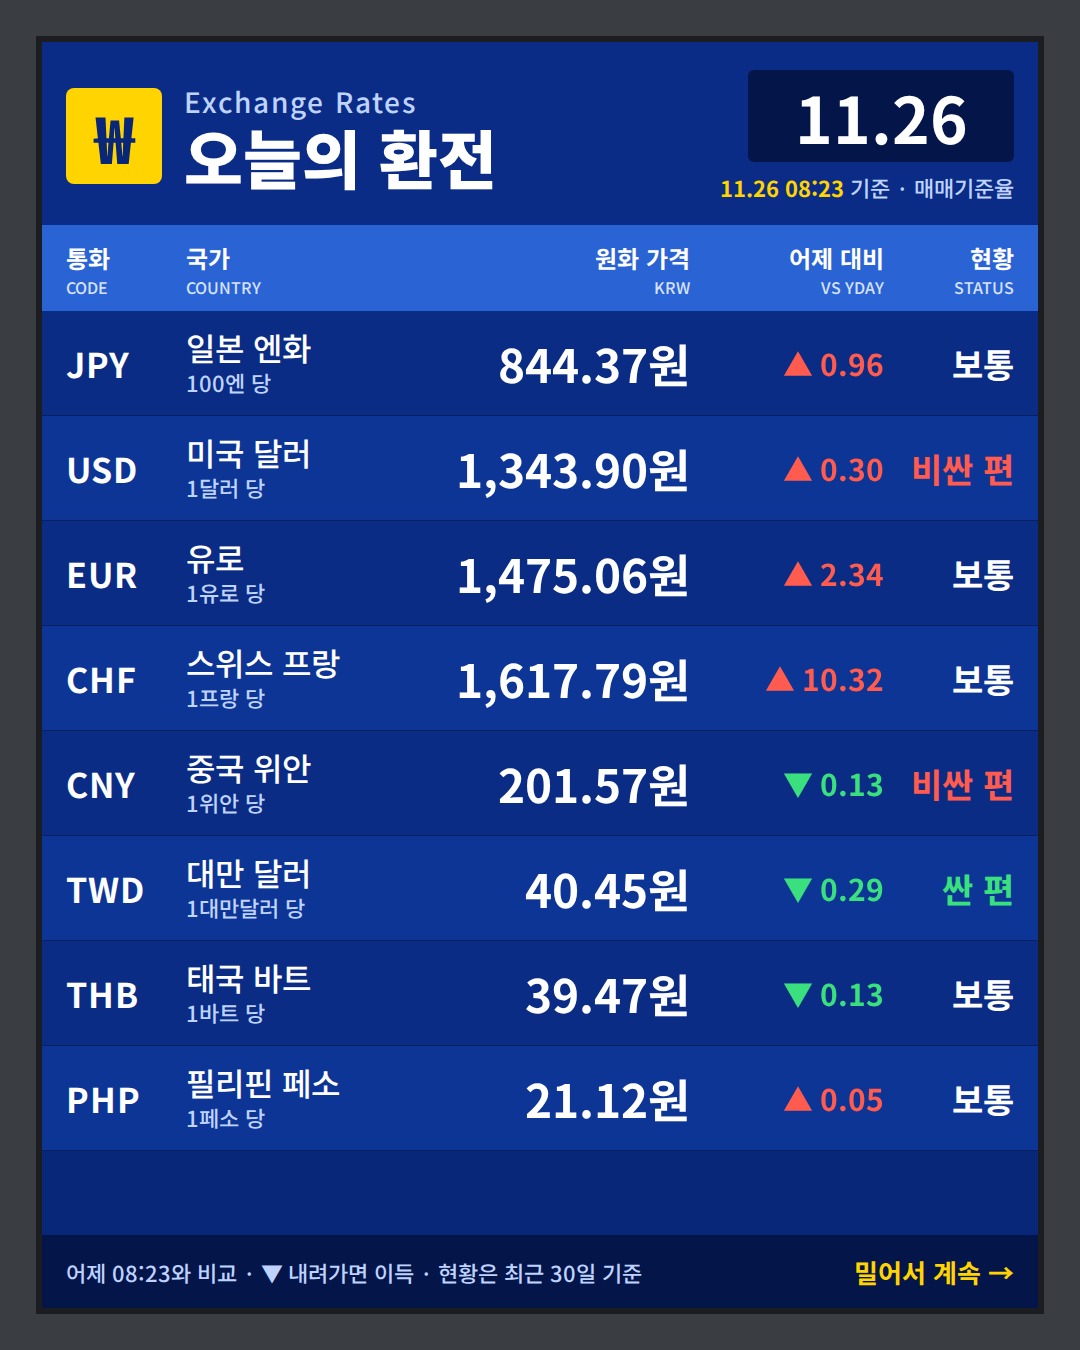 ₩
Exchange Rates
오늘의 환전
11.26
11.26 08:23 기준 · 매매기준율
통화 국가 원화 가격 어제 대비 현황
CODE COUNTRY KRW VS YDAY STATUS
JPY 일본 엔화 844.37원 ▲ 0.96 보통
100엔 당
USD 미국 달러 1,343.90원 ▲ 0.30 비싼 편
1달러 당
EUR 유로 1,475.06원 ▲ 2.34 보통
1유로 당
CHF 스위스 프랑 1,617.79원 ▲ 10.32 보통
1프랑 당
CNY 중국 위안 201.57원 ▼ 0.13 비싼 편
1위안 당
TWD 대만 달러 40.45원 ▼ 0.29 싼 편
1대만달러 당
THB 태국 바트 39.47원 ▼ 0.13 보통
1바트 당
PHP 필리핀 페소 21.12원 ▲ 0.05 보통
1페소 당
어제 08:23와 비교 · ▼ 내려가면 이득 · 현황은 최근 30일 기준
밀어서 계속 →